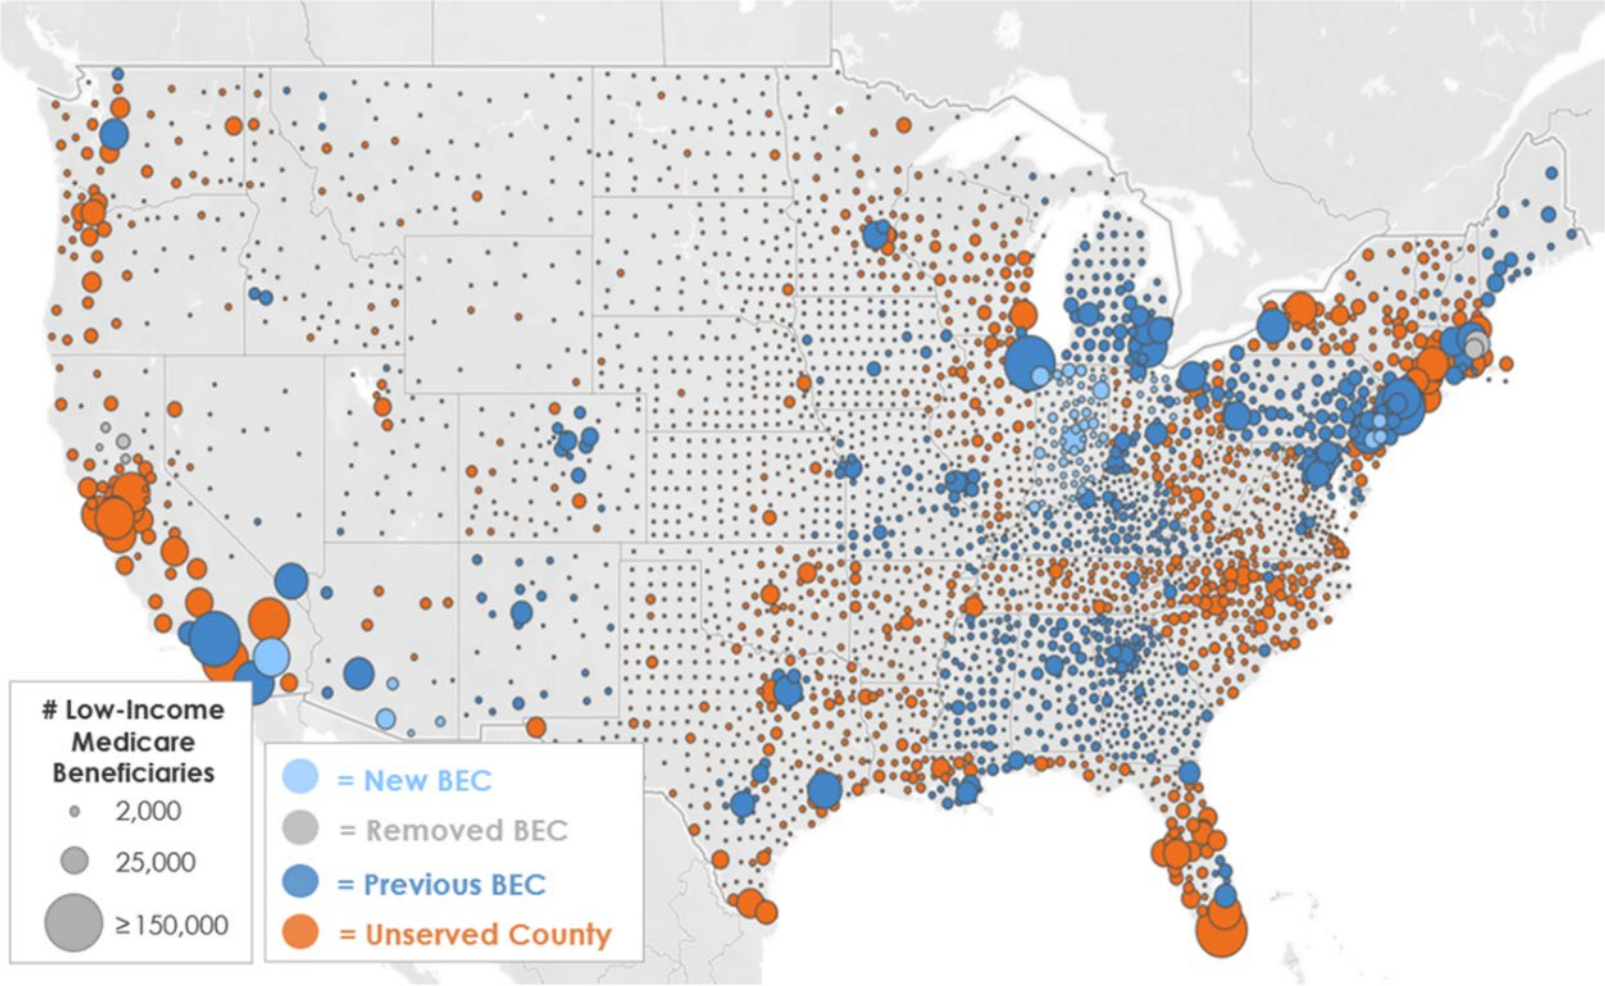 # Low-Income
Medicare
Beneficiaries
2,000
25,000
≥150,000
= New BEC
= Removed BEC
= Previous BEC
= Unserved County